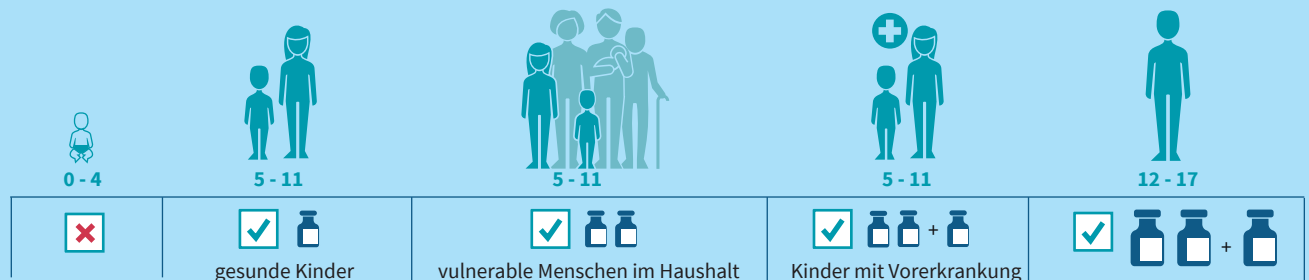 0 - 4
5 - 11
5 - 11
5 - 11
12 - 17
+
+
gesunde Kinder
vulnerable Menschen im Haushalt
Kinder mit Vorerkrankung